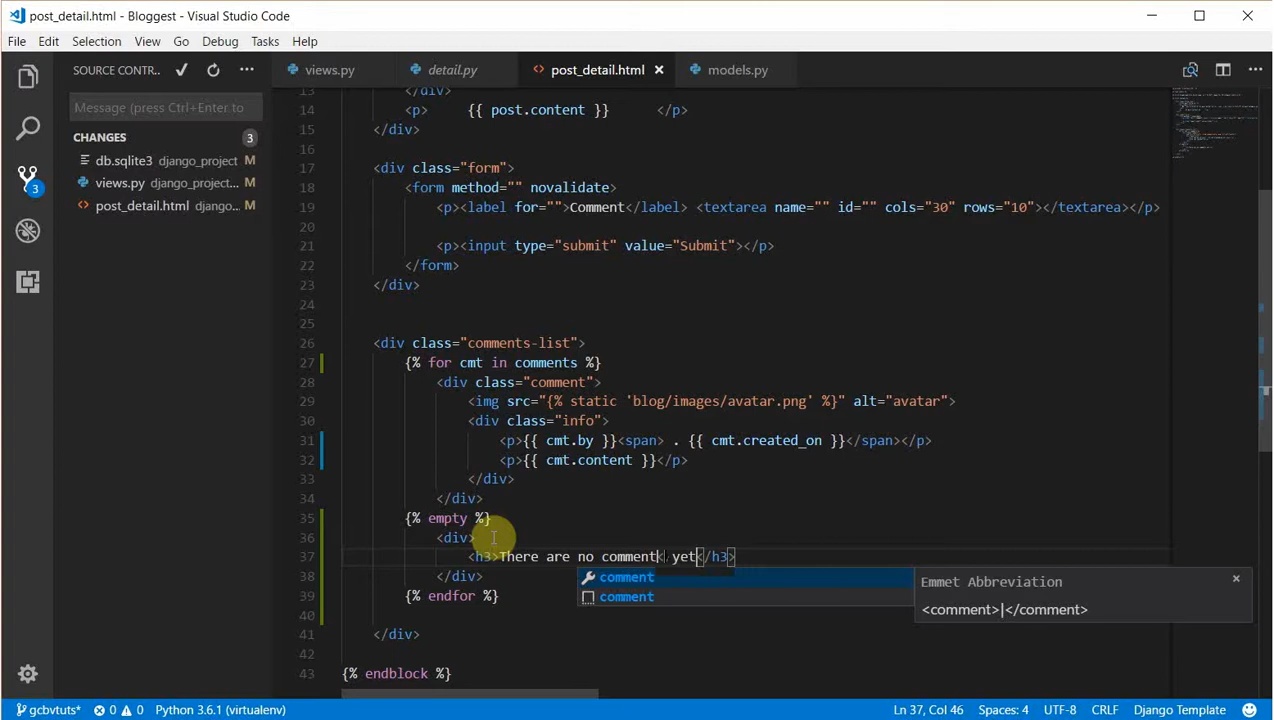 post_detail.html - Bloggest - Visual Studio Code
File Edit Selection View Go Debug Tasks Help
SOURCE CONTR... views.py detail.py post_detail.html models.py
Message (press Ctrl+Enter to
CHANGES 3
db.sqlite3 django_project M
views.py django_project... M
post_detail.html django... M
3
13 </div>
14 <p> {{ post.content }} </p>
15 </div>
16
17 <div class="form">
18 <form method="" novalidate>
19 <p><label for="">Comment</label> <textarea name="" id="" cols="30" rows="10"></textarea></p>
20
21 <p><input type="submit" value="Submit"></p>
22 </form>
23 </div>
24
25
26 <div class="comments-list">
27 {% for cmt in comments %}
28 <div class="comment">
29 <img src="{% static 'blog/images/avatar.png' %}" alt="avatar">
30 <div class="info">
31 <p>{{ cmt.by }}<span> . {{ cmt.created_on }}</span></p>
32 <p>{{ cmt.content }}</p>
33 </div>
34 </div>
35 {% empty %}
36 <div>
37 <h3>There are no comment< yet</h3>
38 </div>
39 {% endfor %}
40
41 </div>
42
43 {% endblock %}
comment
comment
Emmet Abbreviation
<comment>|</comment>
gcbvtuts* 0 0 Python 3.6.1 (virtualenv) Ln 37, Col 46 Spaces: 4 UTF-8 CRLF Django Template